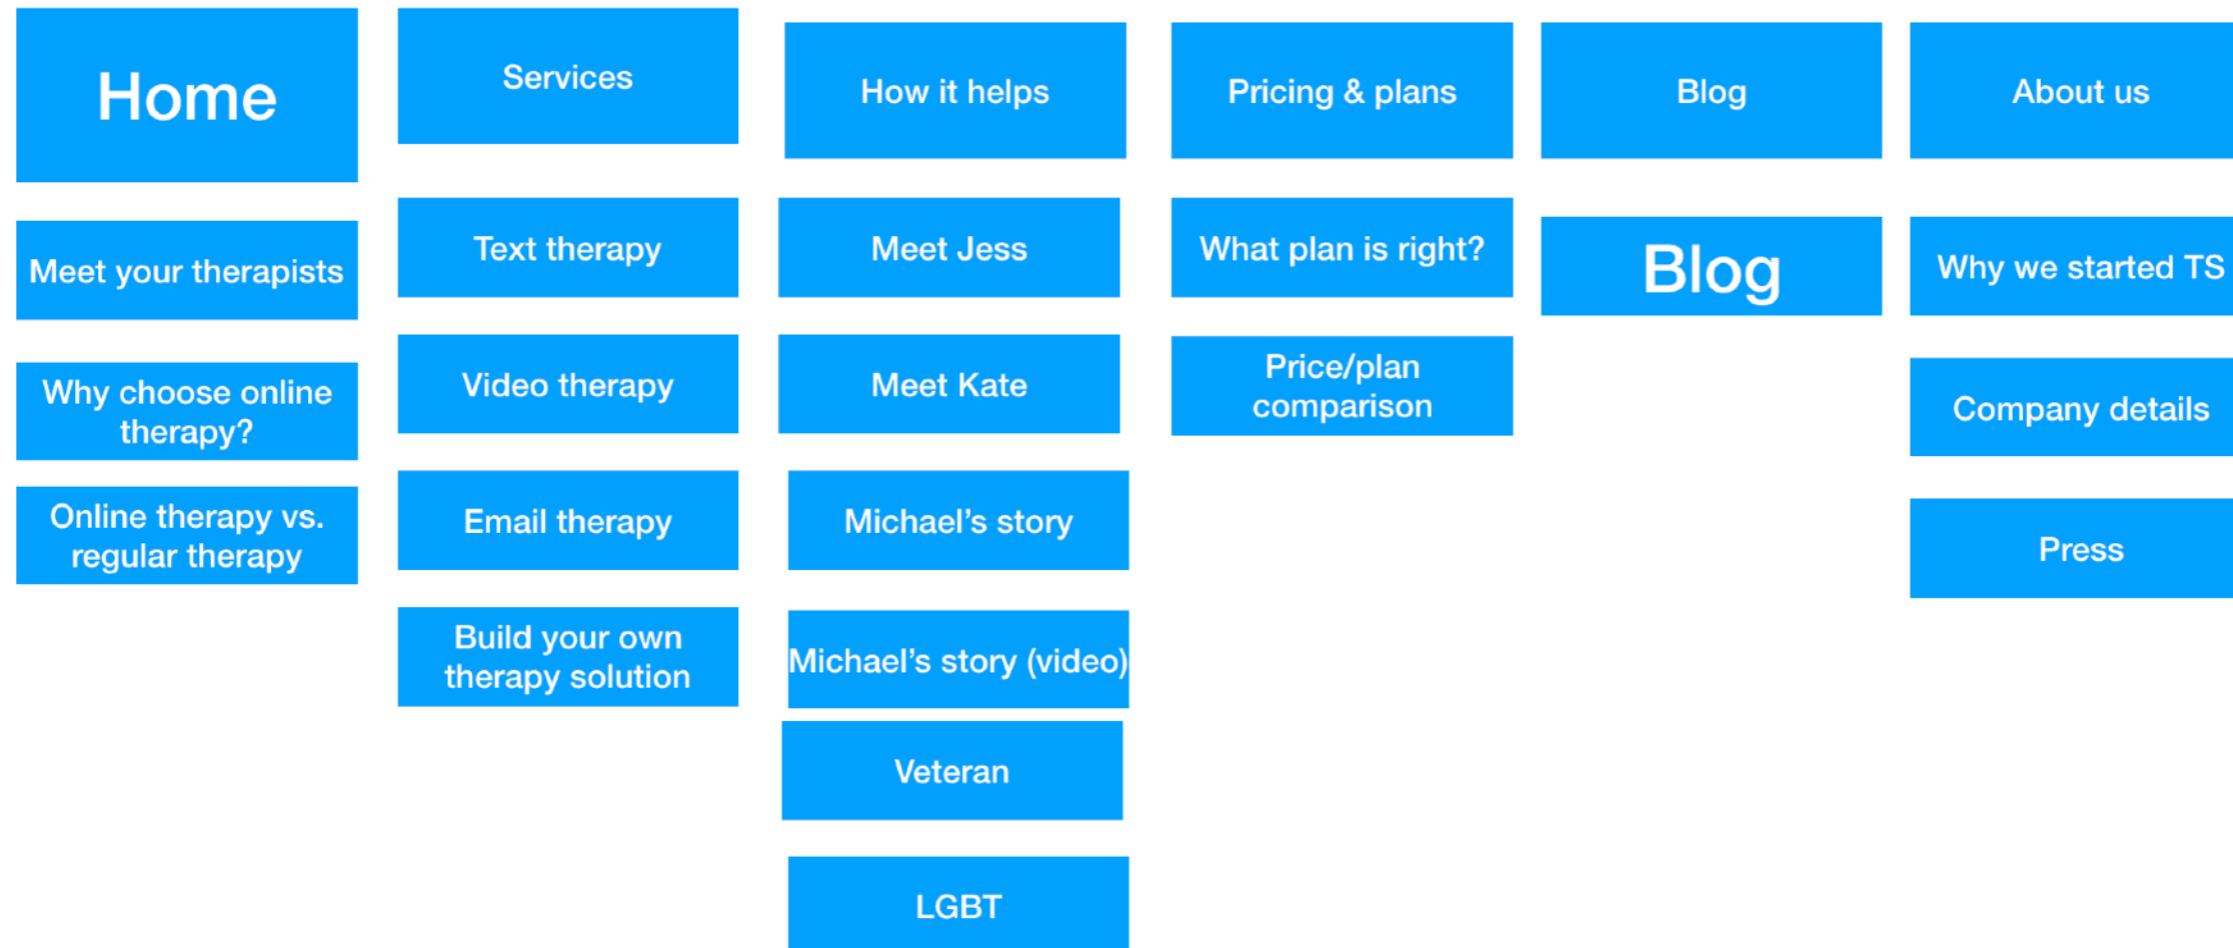 Home
Meet your therapists
Why choose online
therapy?
Online therapy vs.
regular therapy
Services
Text therapy
Video therapy
Email therapy
Build your own
therapy solution
How it helps
Meet Jess
Meet Kate
Michael’s story
Michael’s story (video)
Veteran
LGBT
Pricing & plans
What plan is right?
Price/plan
comparison
Blog
Blog
About us
Why we started TS
Company details
Press